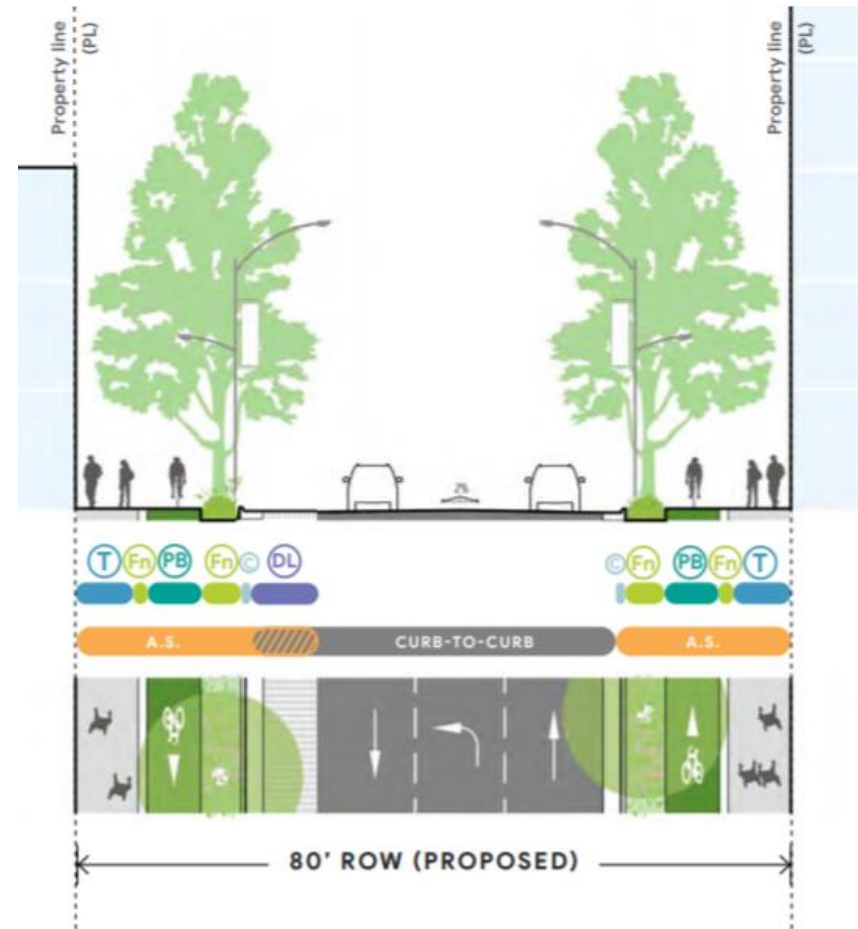 Property line
(PL)
Property line
(PL)
T Fn PB Fn C DL C Fn PB Fn T
A.S. CURB-TO-CURB A.S.
80' ROW (PROPOSED)